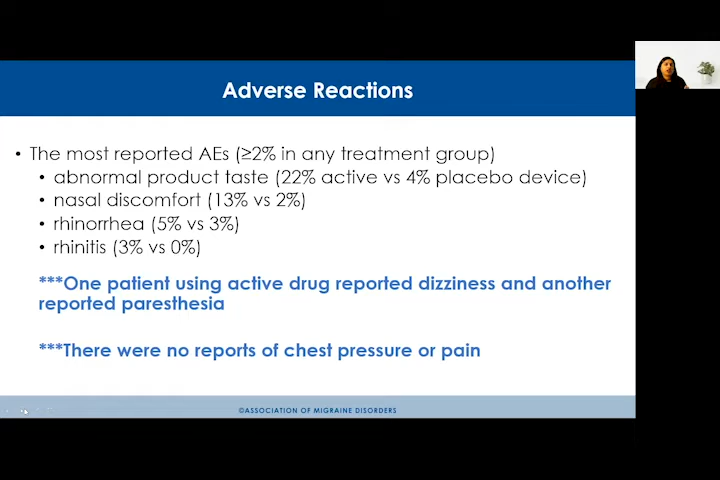 Adverse Reactions
• The most reported AEs (≥2% in any treatment group)
• abnormal product taste (22% active vs 4% placebo device)
• nasal discomfort (13% vs 2%)
• rhinorrhea (5% vs 3%)
• rhinitis (3% vs 0%)
***One patient using active drug reported dizziness and another
reported paresthesia
***There were no reports of chest pressure or pain
©ASSOCIATION OF MIGRAINE DISORDERS